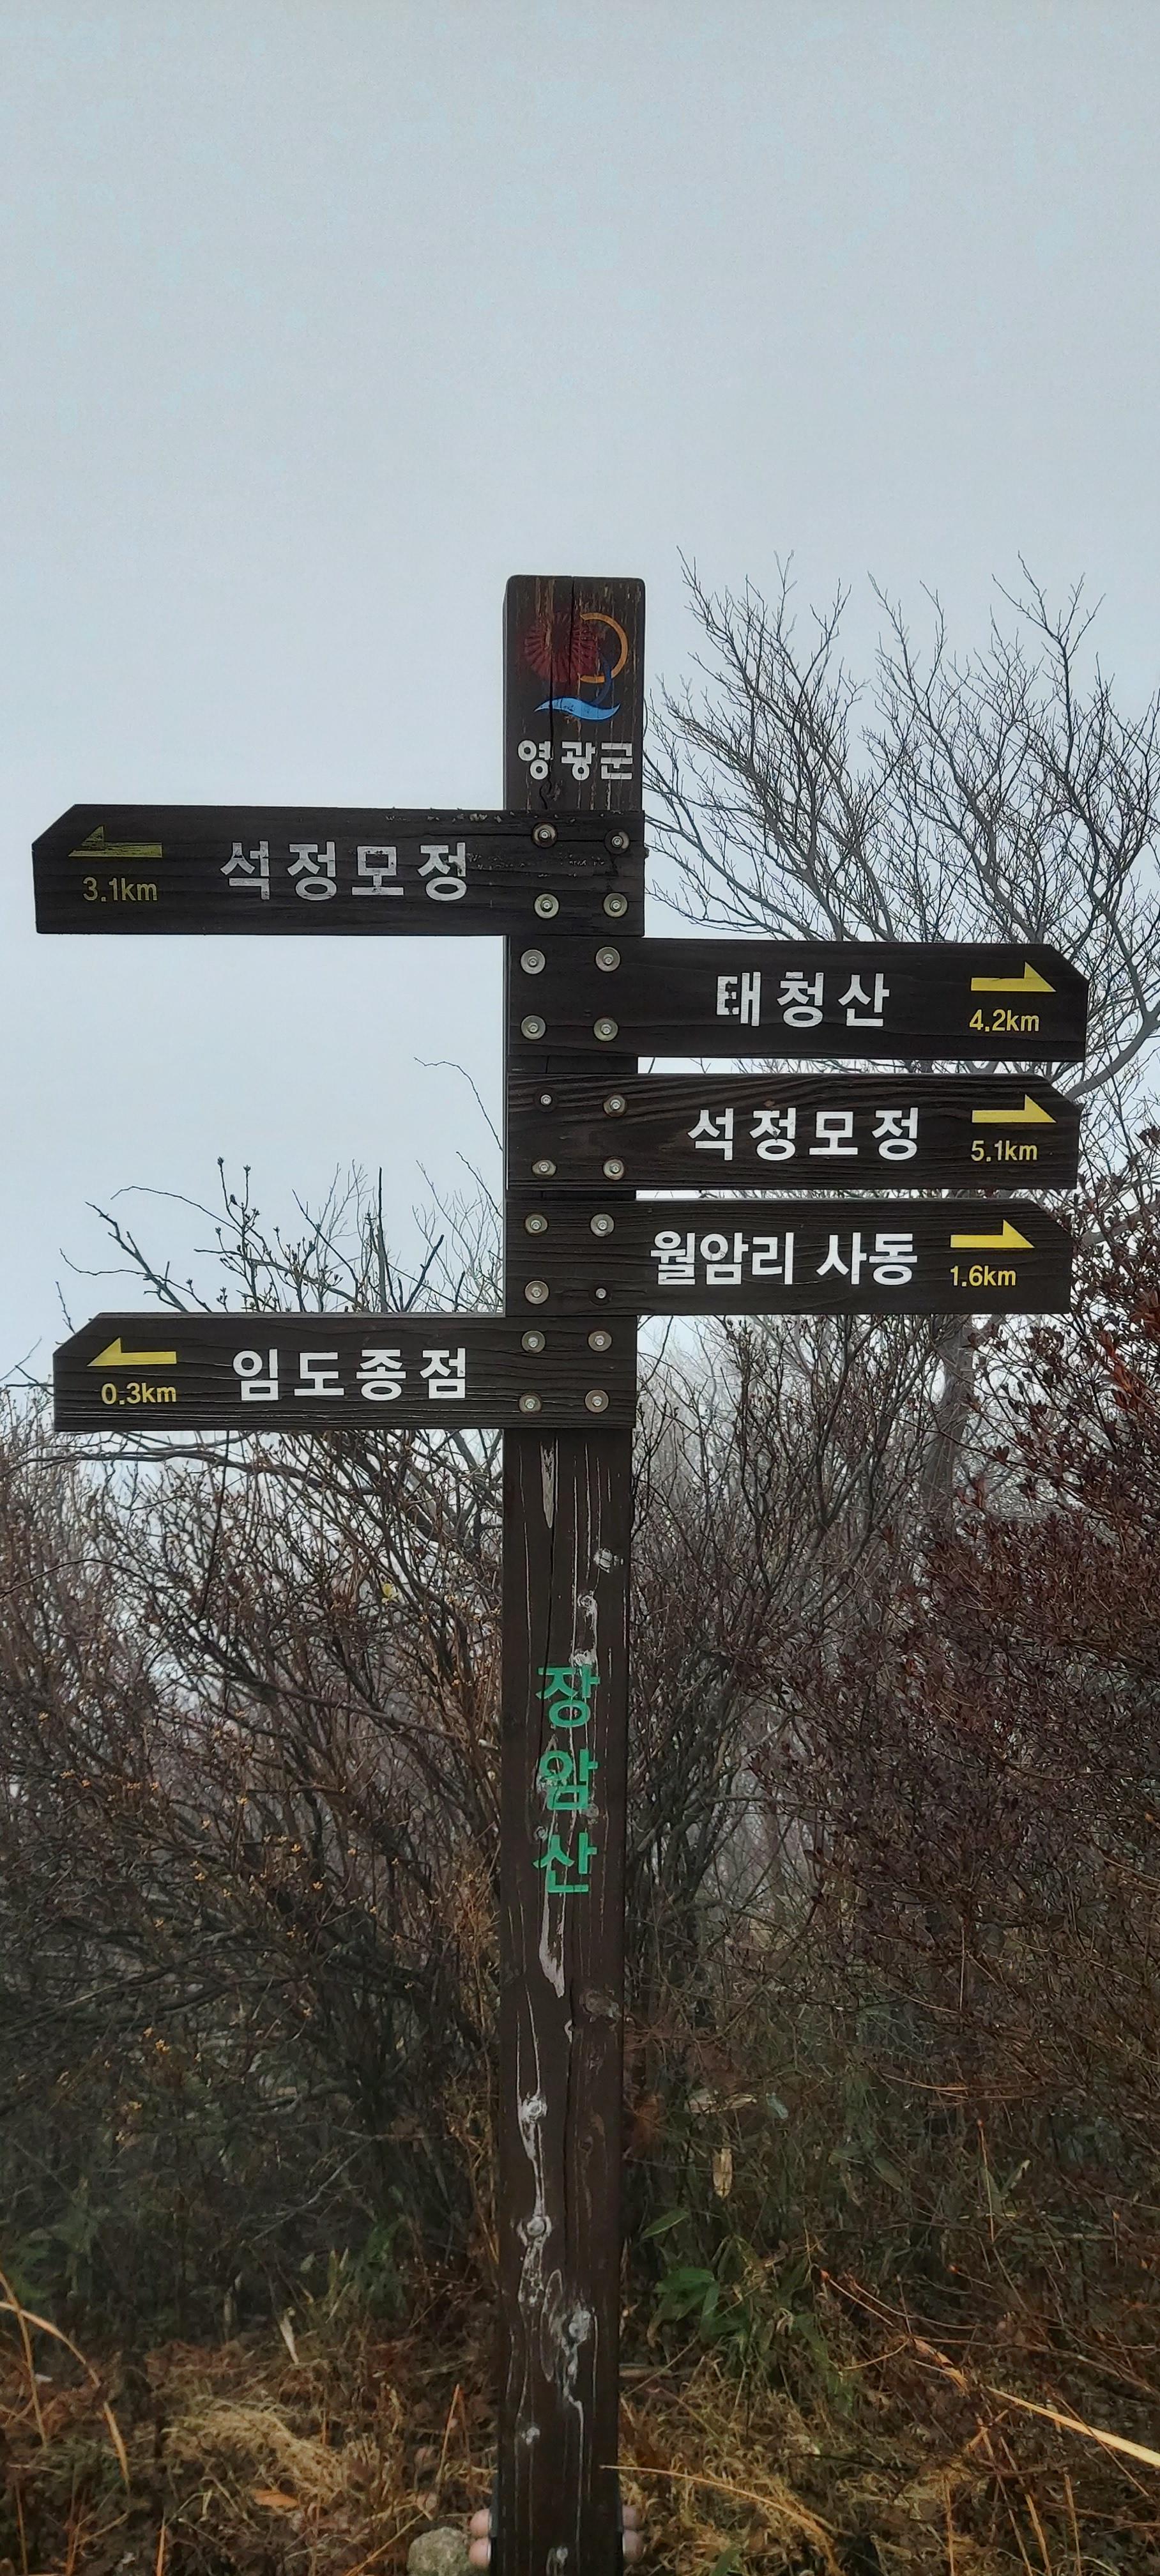 영광군
석정모정
3.1km
태청산
4.2km
석정모정
5.1km
월암리 사동
1.6km
임도종점
0.3km
장암산